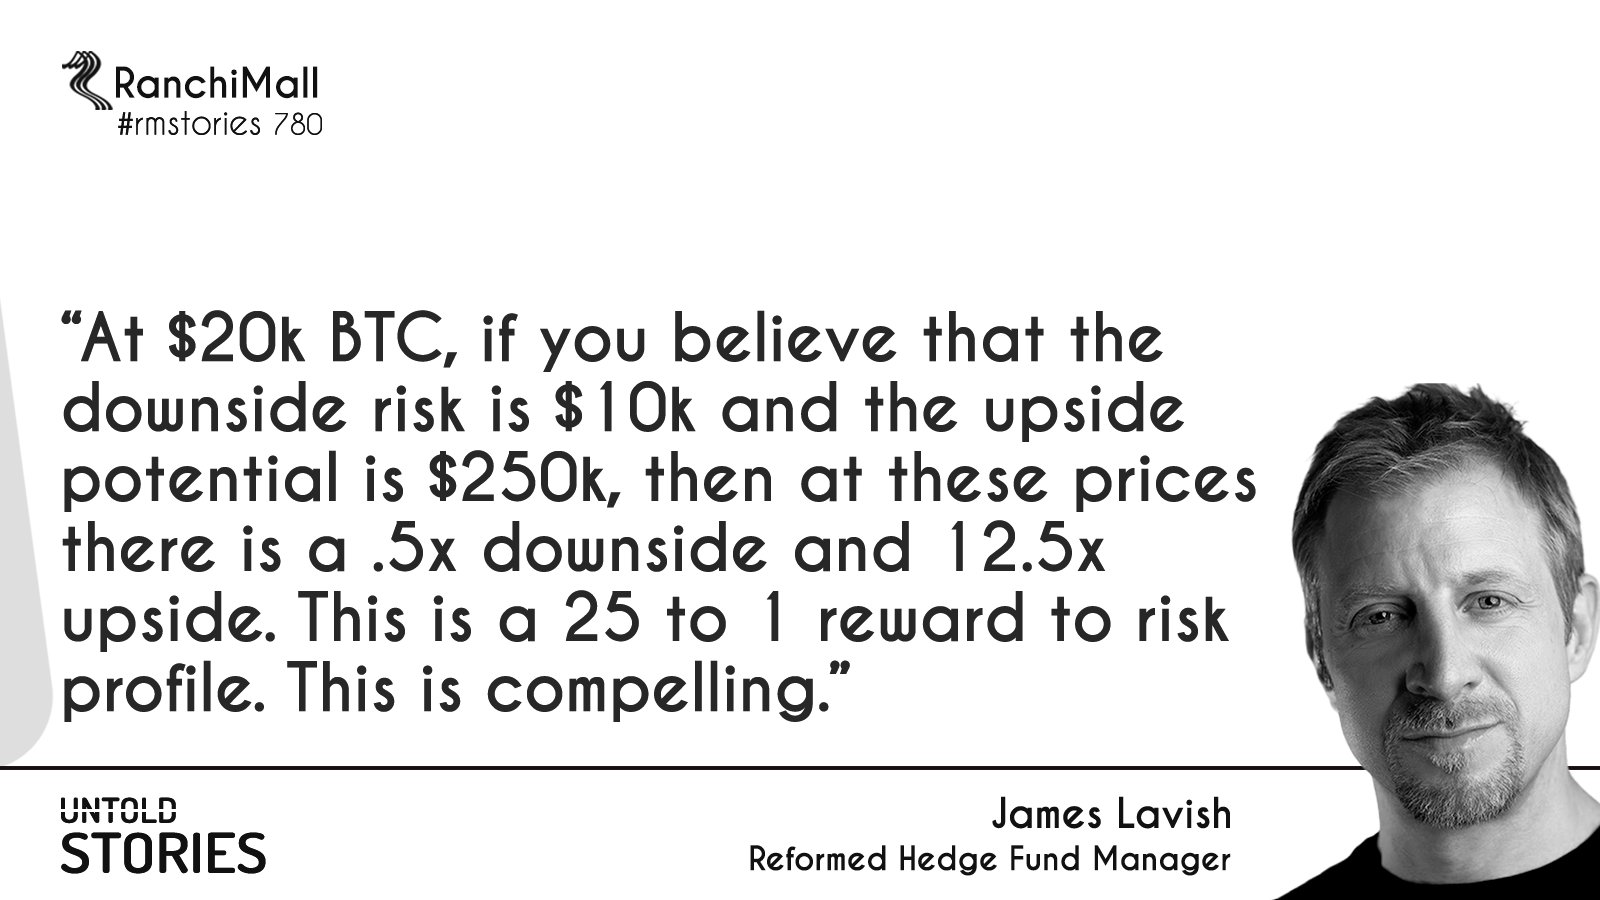 RanchiMall
#rmstories 780
“At $20k BTC, if you believe that the
downside risk is $10k and the upside
potential is $250k, then at these prices
there is a .5x downside and 12.5x
upside. This is a 25 to 1 reward to risk
profile. This is compelling.”
UNTOLD
STORIES
James Lavish
Reformed Hedge Fund Manager